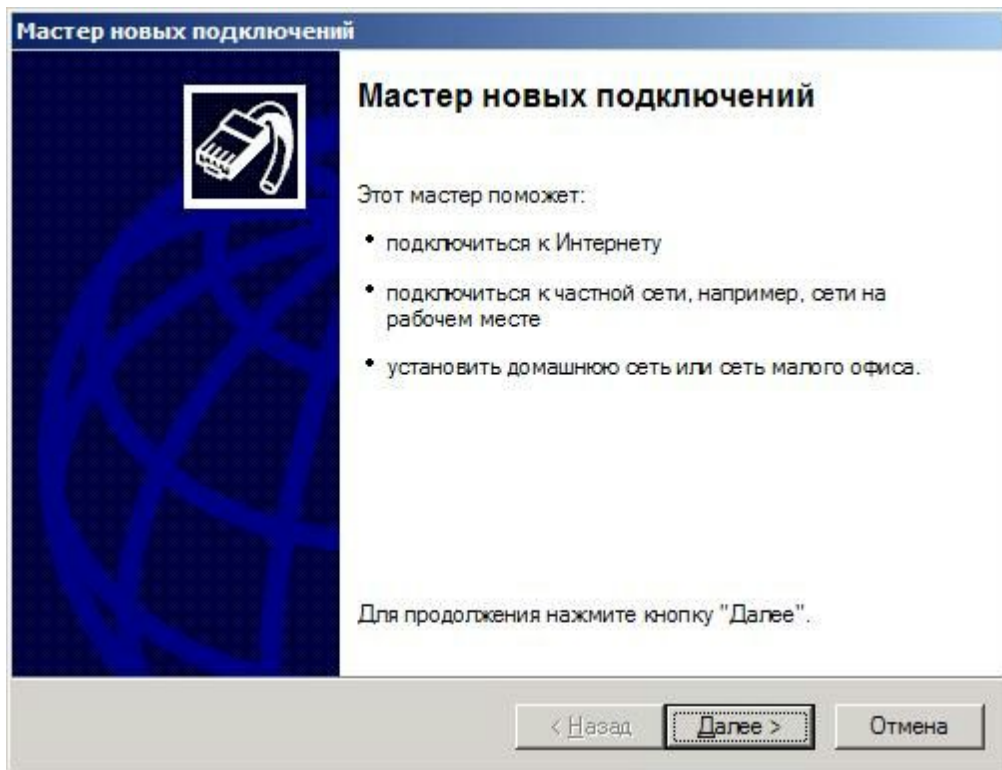 Мастер новых подключений
Мастер новых подключений
Этот мастер поможет:
• подключиться к Интернету
• подключиться к частной сети, например, сети на
рабочем месте
• установить домашнюю сеть или сеть малого офиса.
Для продолжения нажмите кнопку "Далее".
< Назад Далее > Отмена